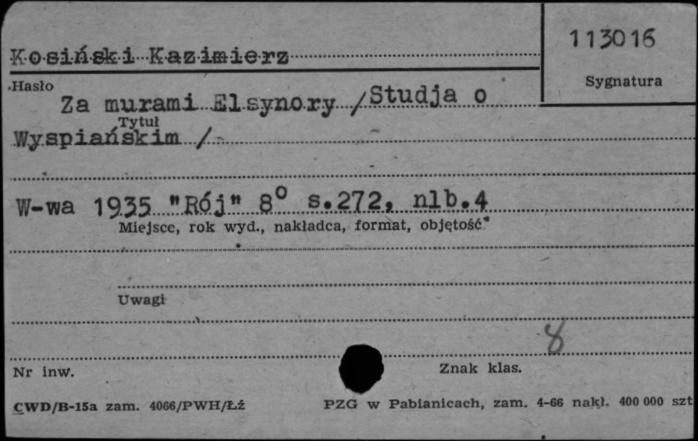 113016
Kosiński Kazimierz
Sygnatura
Hasło
Za murami Elsynory /Studja o
Tytuł
Wyspiańskim /
W-wa 1935 "Rój" 8° s.272, nlb.4
Miejsce, rok wyd., nakładca, format, objętość
Uwagi
8
Nr inw.
Znak klas.
CWD/B-15a zam. 4066/PWH/Łź
PZG w Pabianicach, zam. 4-66 nakł. 400 000 szt